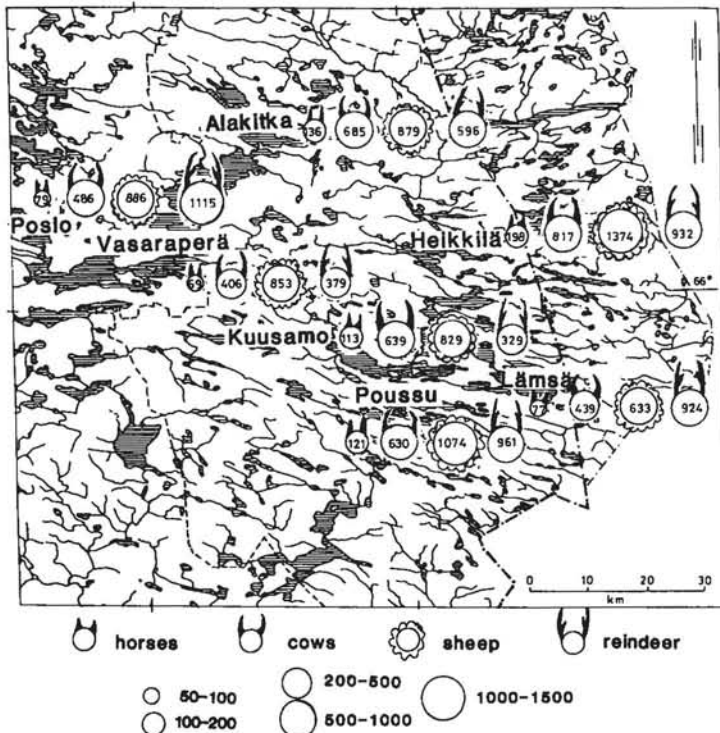 Alakitka 136 685 879 596
79 486 886 1115
Posio
Heikkilä 198 817 1374 932
Vasaraperä
69 406 853 379
66°
Kuusamo 113 639 829 329
Lämsä
77 439 633 924
Poussu
121 630 1074 961
0 10 20 30
km
horses cows sheep reindeer
50-100 200-500 1000-1500
100-200 500-1000